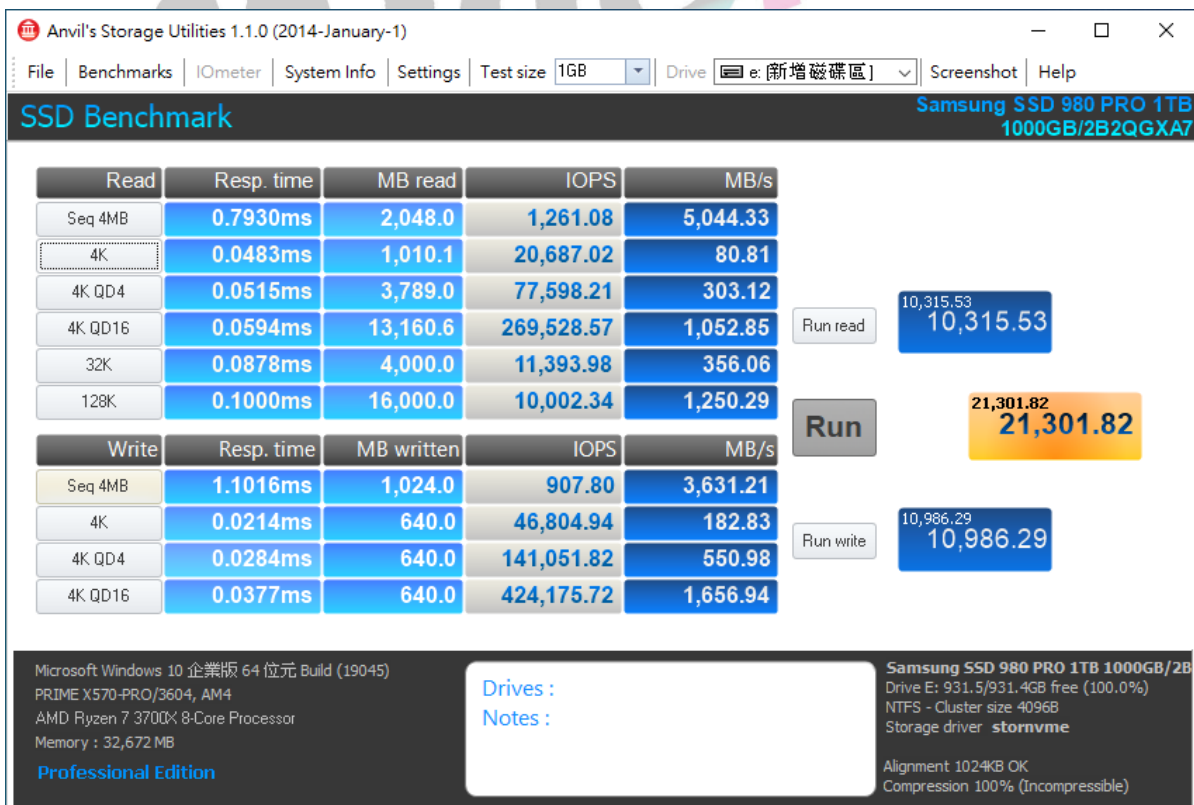 Anvil's Storage Utilities 1.1.0 (2014-January-1)
File Benchmarks IOmeter System Info Settings Test size 1GB Drive e: [新增磁碟區] Screenshot Help
SSD Benchmark
Samsung SSD 980 PRO 1TB
1000GB/2B2QGXA7
Read Resp. time MB read IOPS MB/s
Seq 4MB 0.7930ms 2,048.0 1,261.08 5,044.33
4K 0.0483ms 1,010.1 20,687.02 80.81
4K QD4 0.0515ms 3,789.0 77,598.21 303.12
4K QD16 0.0594ms 13,160.6 269,528.57 1,052.85
32K 0.0878ms 4,000.0 11,393.98 356.06
128K 0.1000ms 16,000.0 10,002.34 1,250.29
Run read
10,315.53
10,315.53
Run
21,301.82
21,301.82
Write Resp. time MB written IOPS MB/s
Seq 4MB 1.1016ms 1,024.0 907.80 3,631.21
4K 0.0214ms 640.0 46,804.94 182.83
4K QD4 0.0284ms 640.0 141,051.82 550.98
4K QD16 0.0377ms 640.0 424,175.72 1,656.94
Run write
10,986.29
10,986.29
Microsoft Windows 10 企業版 64 位元 Build (19045)
PRIME X570-PRO/3604, AM4
AMD Ryzen 7 3700X 8-Core Processor
Memory : 32,672 MB
Professional Edition
Drives :
Notes :
Samsung SSD 980 PRO 1TB 1000GB/2B
Drive E: 931.5/931.4GB free (100.0%)
NTFS - Cluster size 4096B
Storage driver stornvme
Alignment 1024KB OK
Compression 100% (Incompressible)